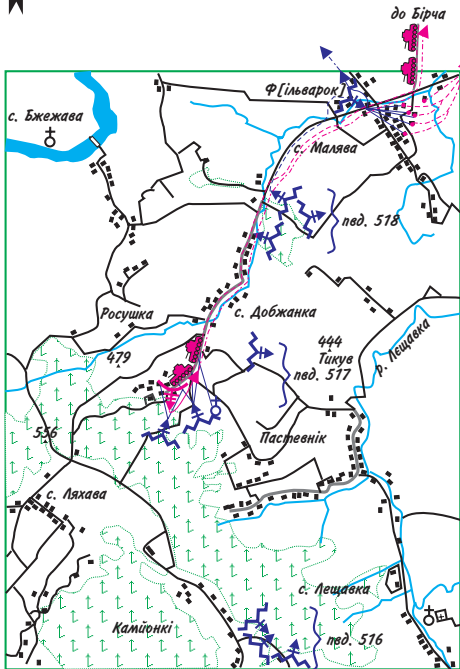 до Бірча
Ф[ільварок]
с. Бжежава
с. Малява
пвд. 518
Росушка
с. Добжанка
479
444
Тикув
пвд. 517
р. Лещавка
Пастевнік
556
с. Ляхава
с. Лещавка
Камйонкі
пвд. 516